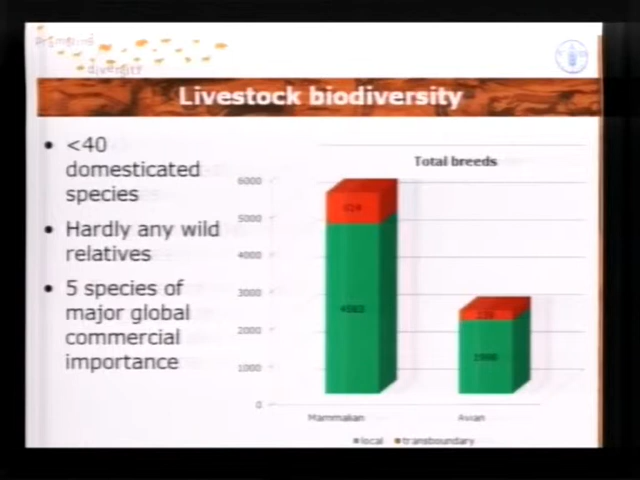 diversity
Livestock biodiversity
• <40
domesticated
species
• Hardly any wild
relatives
• 5 species of
major global
commercial
importance
Total breeds
6000
5000
4000
3000
2000
1000
0
Mammalian
Avian
local
transboundary